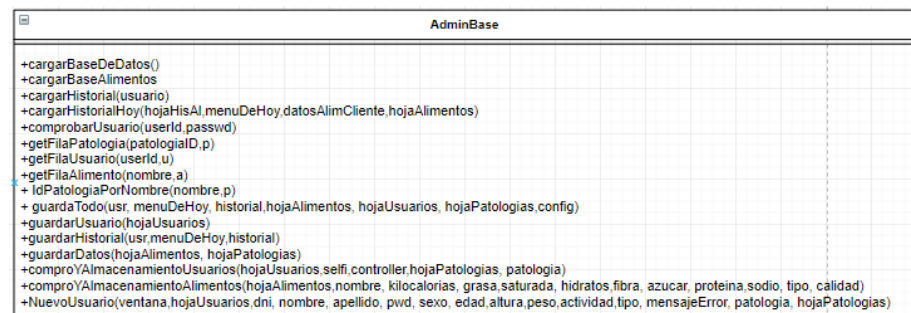 AdminBase
+cargarBaseDeDatos()
+cargarBaseAlimentos
+cargarHistorial(usuario)
+cargarHistorialHoy(hojaHisAl,menuDeHoy,datosAlimCliente,hojaAlimentos)
+comprobarUsuario(userId,passwd)
+getFilaPatologia(patologiaID,p)
+getFilaUsuario(userId,u)
+getFilaAlimento(nombre,a)
+ IdPatologiaPorNombre(nombre,p)
+ guardaTodo(usr, menuDeHoy, historial,hojaAlimentos, hojaUsuarios, hojaPatologias,config)
+guardarUsuario(hojaUsuarios)
+guardarHistorial(usr,menuDeHoy,historial)
+guardarDatos(hojaAlimentos, hojaPatologias)
+comproYAlmacenamientoUsuarios(hojaUsuarios,selfi,controller,hojaPatologias, patologia)
+comproYAlmacenamientoAlimentos(hojaAlimentos,nombre, kilocalorias, grasa,saturada, hidratos,fibra, azucar, proteina,sodio, tipo, calidad)
+NuevoUsuario(ventana,hojaUsuarios,dni, nombre, apellido, pwd, sexo, edad,altura,peso,actividad,tipo, mensajeError, patologia, hojaPatologias)